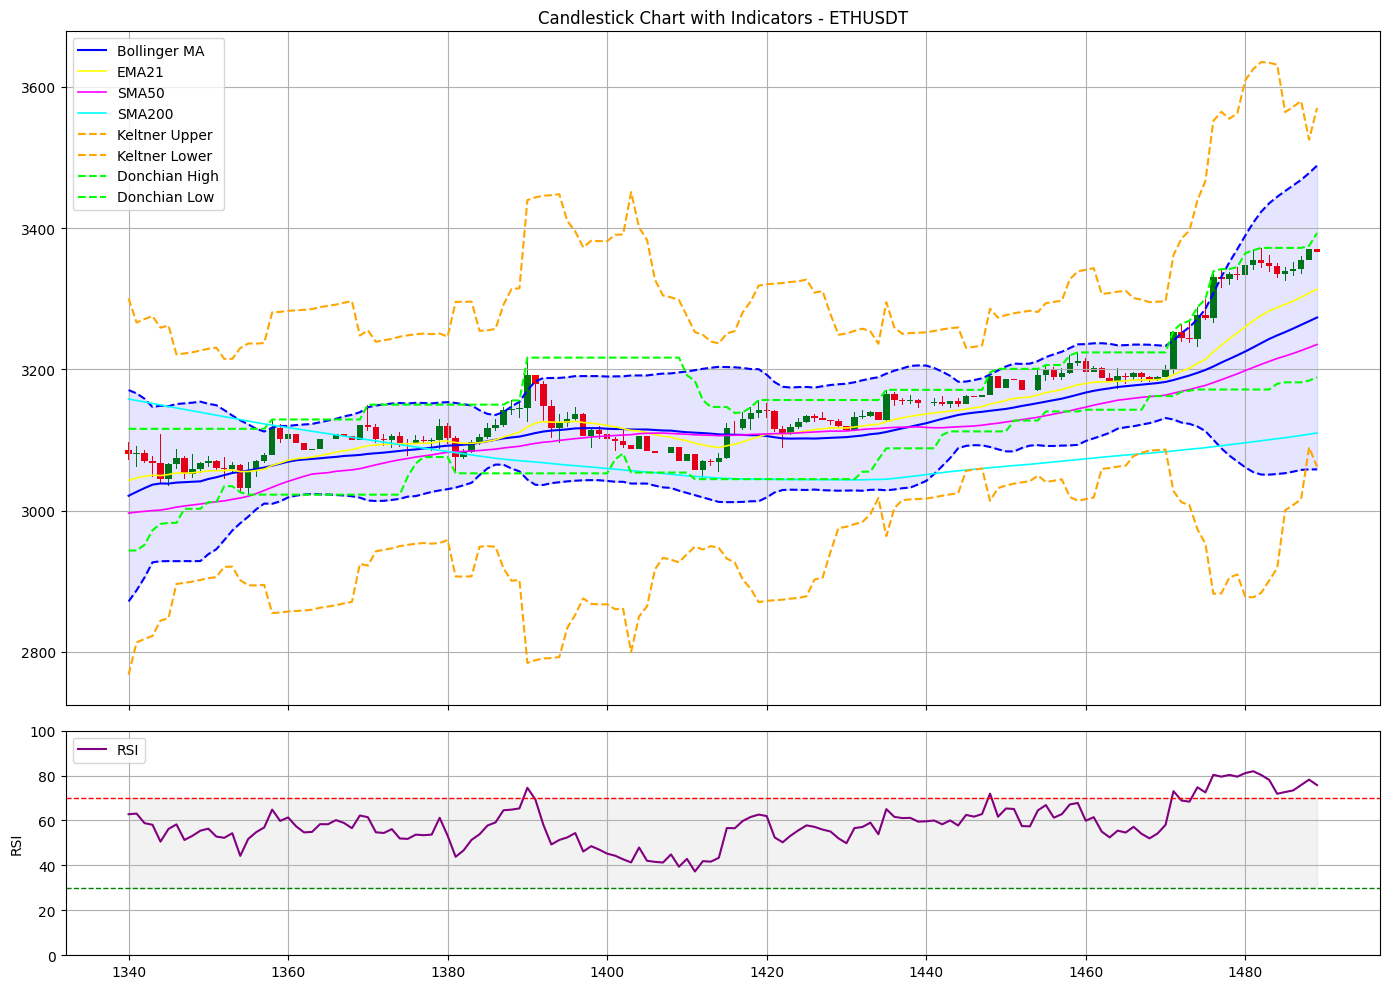 Candlestick Chart with Indicators - ETHUSDT
Bollinger MA
EMA21
SMA50
SMA200
Keltner Upper
Keltner Lower
Donchian High
Donchian Low
3600
3400
3200
3000
2800
RSI
100
80
60
40
20
0
RSI
1340
1360
1380
1400
1420
1440
1460
1480